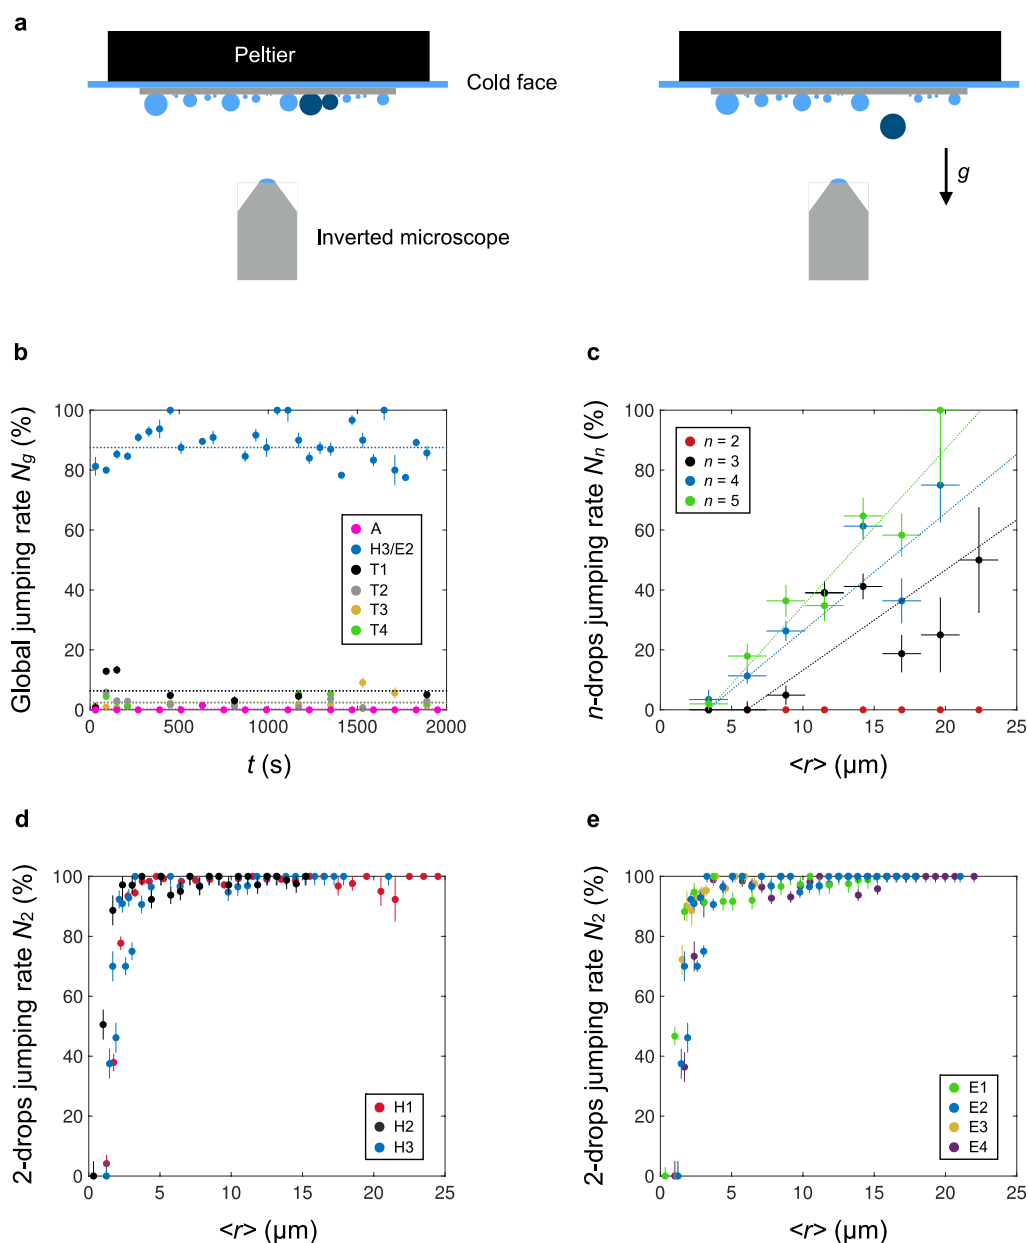 a
Peltier
Cold face
g
Inverted microscope
b
c
Global jumping rate Ng (%)
100
80
60
40
20
0
A
H3/E2
T1
T2
T3
T4
0 500 1000 1500 2000
t (s)
n-drops jumping rate Nn (%)
100
80
60
40
20
0
n = 2
n = 3
n = 4
n = 5
0 5 10 15 20 25
<r> (µm)
d
e
2-drops jumping rate N2 (%)
100
80
60
40
20
0
H1
H2
H3
0 5 10 15 20 25
<r> (µm)
2-drops jumping rate N2 (%)
100
80
60
40
20
0
E1
E2
E3
E4
0 5 10 15 20 25
<r> (µm)